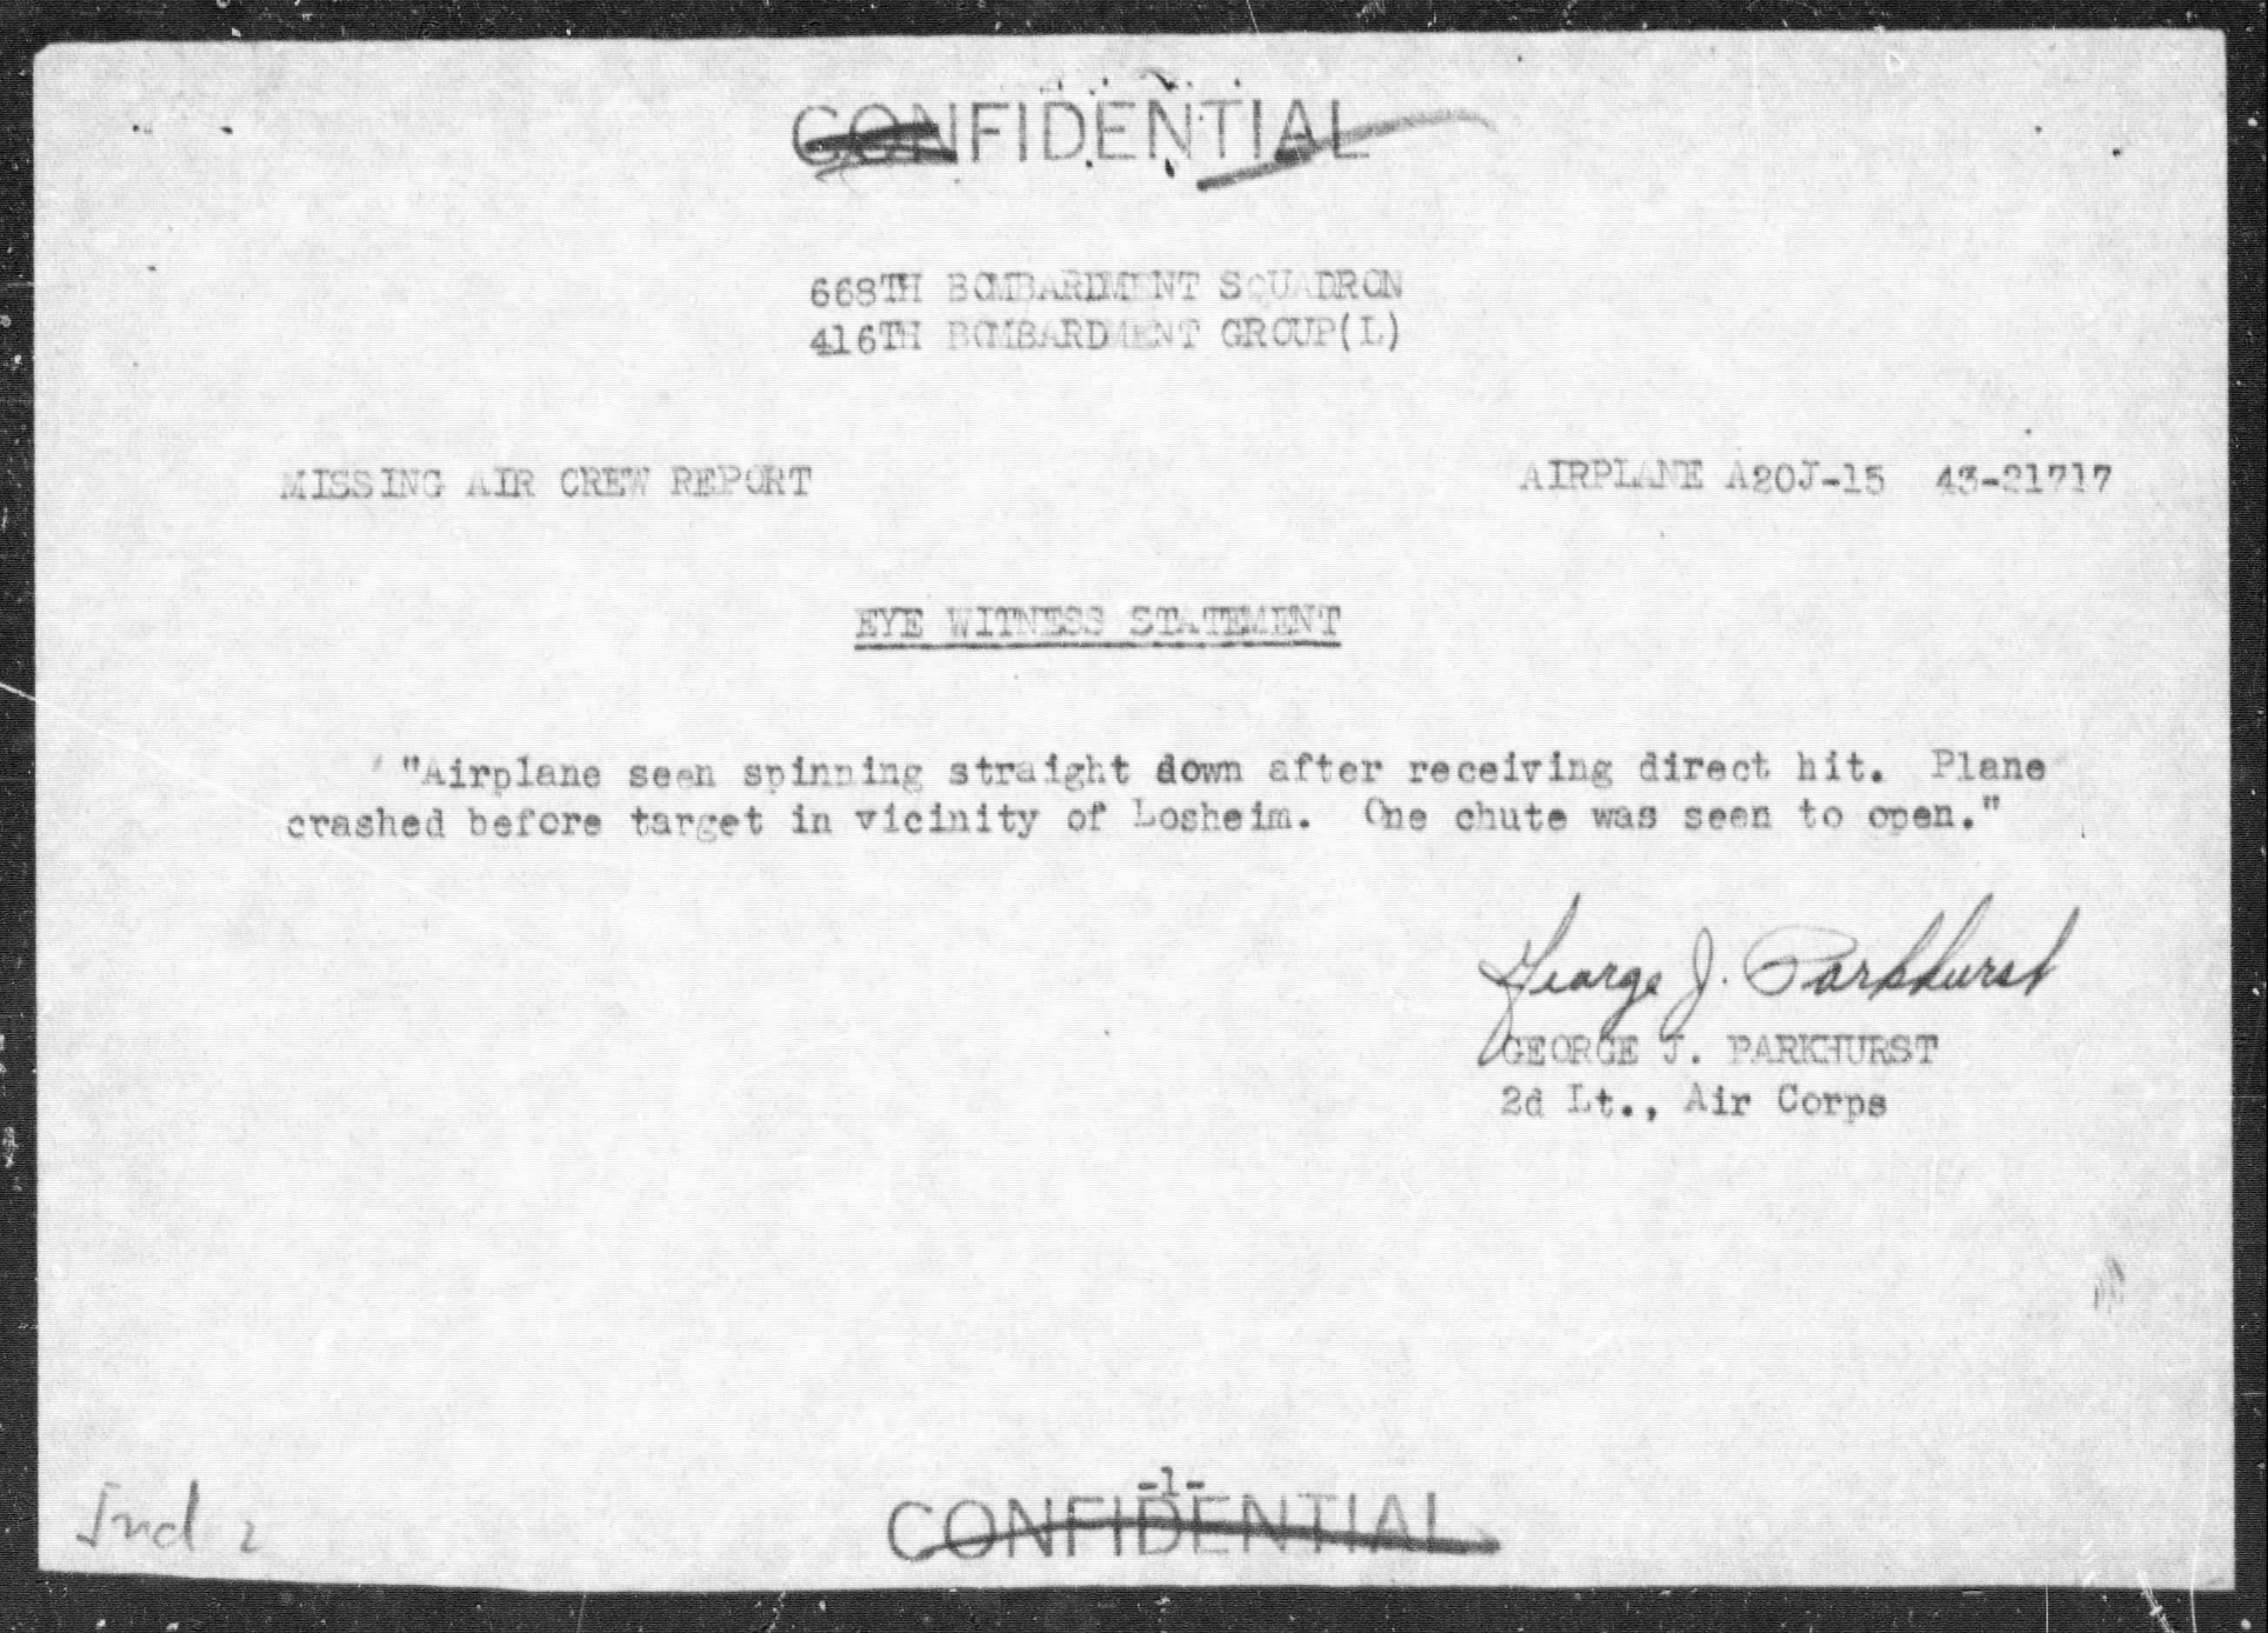 CONFIDENTIAL
668TH BOMBARDMENT SQUADRON
416TH BOMBARDMENT GROUP(L)
MISSING AIR CREW REPORT AIRPLANE A20J-15 43-21717
EYE WITNESS STATEMENT
"Airplane seen spinning straight down after receiving direct hit. Plane
crashed before target in vicinity of Losheim. One chute was seen to open."
George J. Parkhurst
GEORGE J. PARKHURST
2d Lt., Air Corps
-1-
CONFIDENTIAL
Incl 2